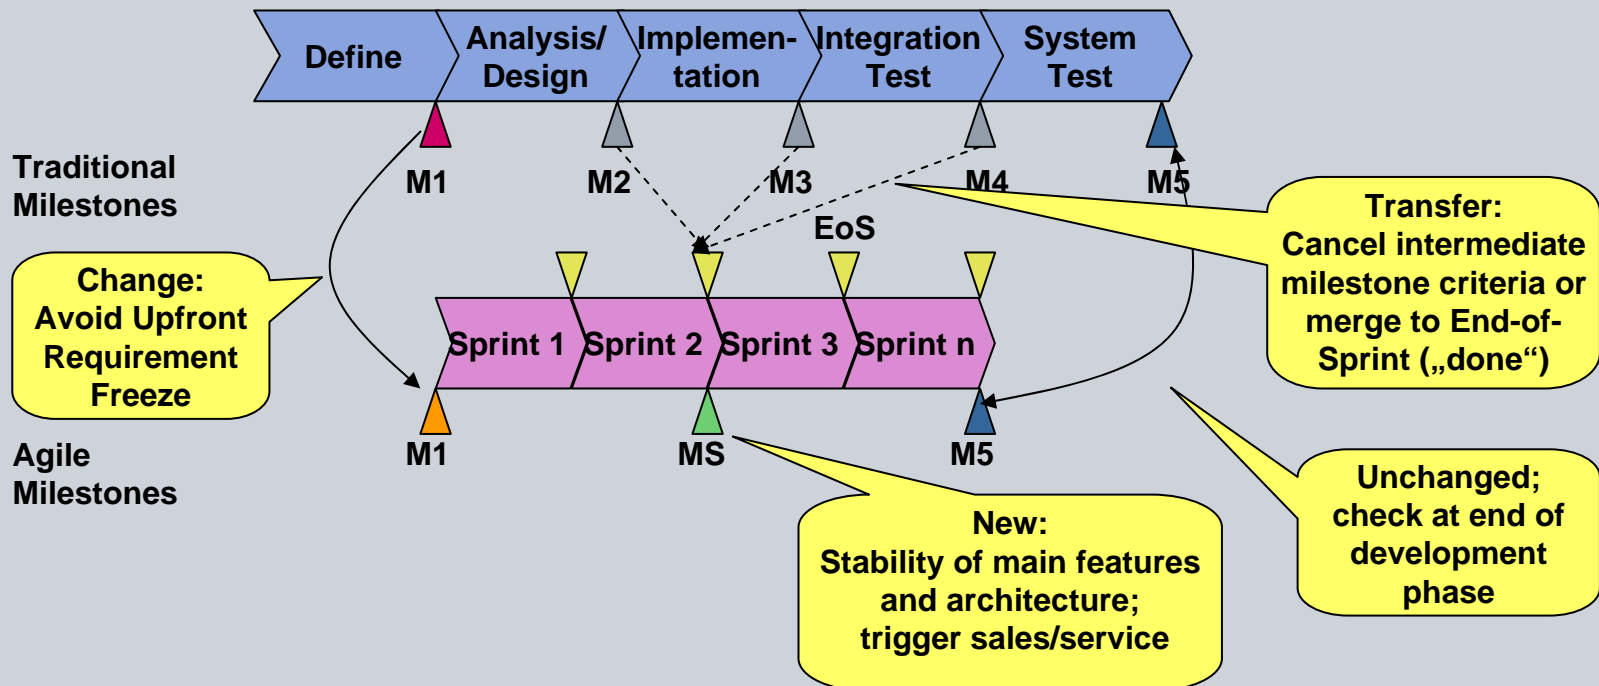 Define
Analysis/
Design
Implemen-
tation
Integration
Test
System
Test
Traditional
Milestones
M1
M2
M3
M4
M5
EoS
Change:
Avoid Upfront
Requirement
Freeze
Transfer:
Cancel intermediate
milestone criteria or
merge to End-of-
Sprint („done“)
Sprint 1
Sprint 2
Sprint 3
Sprint n
Agile
Milestones
M1
MS
M5
New:
Stability of main features
and architecture;
trigger sales/service
Unchanged;
check at end of
development
phase